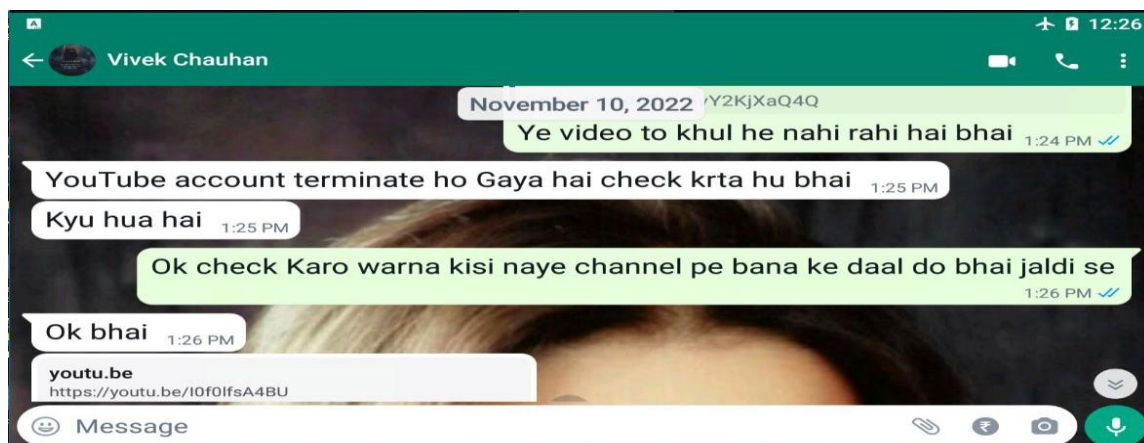 12:26
Vivek Chauhan
November 10, 2022
Y2KjXaQ4Q
Ye video to khul he nahi rahi hai bhai 1:24 PM
YouTube account terminate ho Gaya hai check krta hu bhai 1:25 PM
Kyu hua hai 1:25 PM
Ok check Karo warna kisi naye channel pe bana ke daal do bhai jaldi se
1:26 PM
Ok bhai 1:26 PM
youtu.be
https://youtu.be/I0f0lfsA4BU
Message